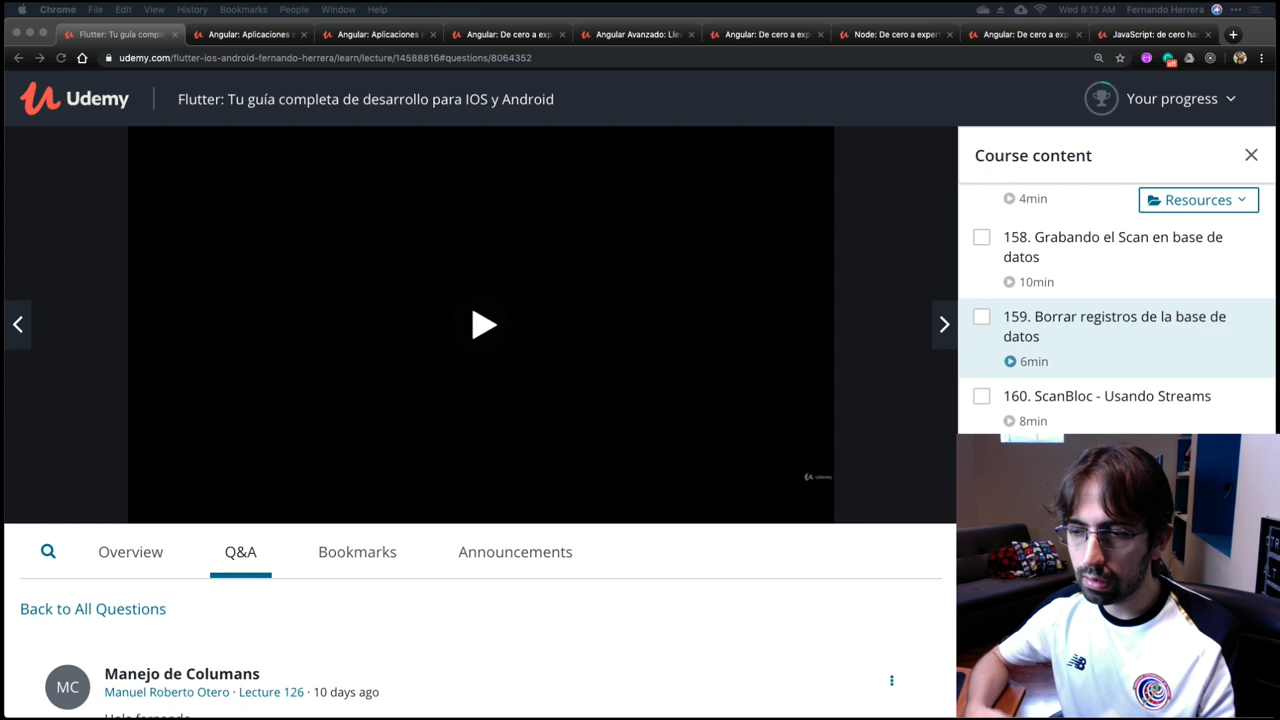 Chrome File Edit View History Bookmarks People Window Help Wed 9:13 AM Fernando Herrera
Flutter: Tu guía comple Angular: Aplicaciones Angular: Aplicaciones Angular: De cero a exp Angular Avanzado: Lle Angular: De cero a exp Node: De cero a exper Angular: De cero a exp JavaScript: de cero ha
udemy.com/flutter-ios-android-fernando-herrera/learn/lecture/14588816#questions/8064352
off
Udemy Flutter: Tu guía completa de desarrollo para IOS y Android Your progress
Course content
4min Resources
158. Grabando el Scan en base de
datos
10min
159. Borrar registros de la base de
datos
6min
160. ScanBloc - Usando Streams
8min
Udemy
Overview Q&A Bookmarks Announcements
Back to All Questions
MC
Manejo de Columans
Manuel Roberto Otero · Lecture 126 · 10 days ago
Hola fernando
NB